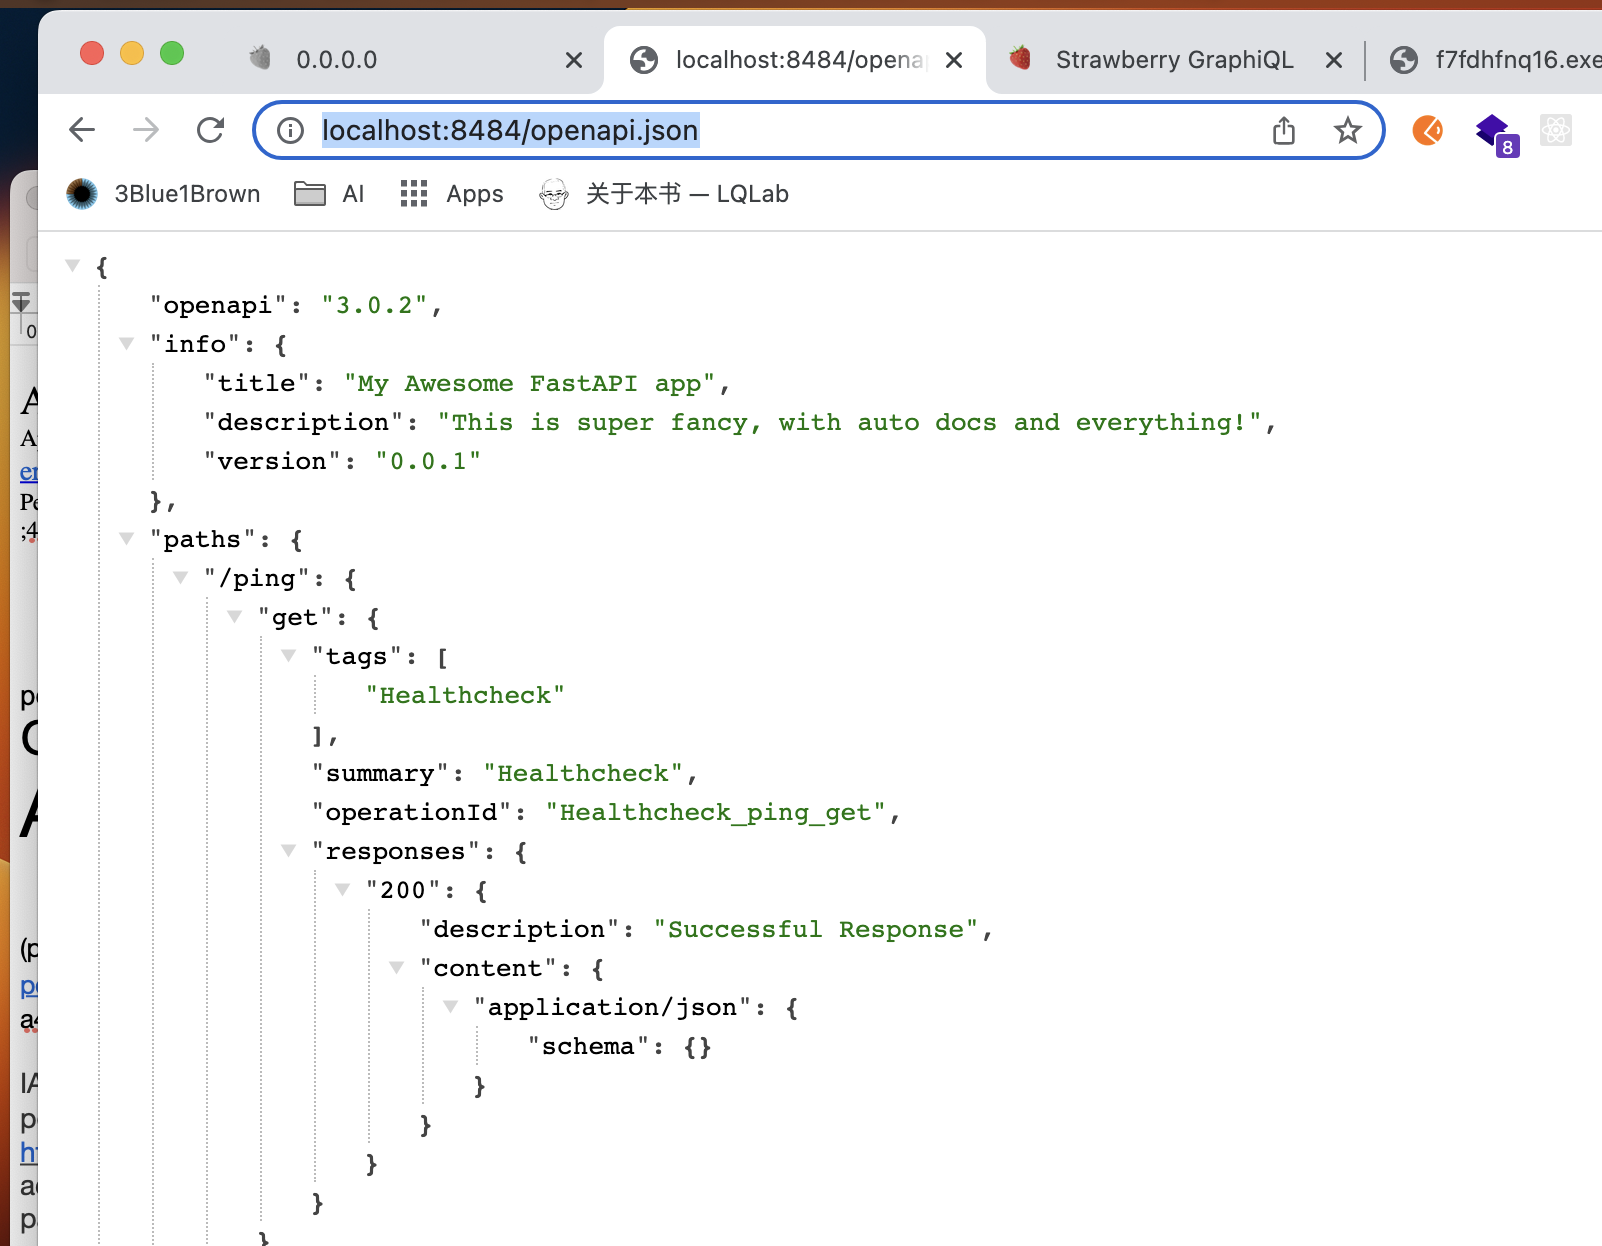 0.0.0.0
localhost:8484/opena
Strawberry GraphiQL
f7fdhfnq16.exe
localhost:8484/openapi.json
8
3Blue1Brown
AI
Apps
关于本书 — LQLab
{
"openapi": "3.0.2",
"info": {
"title": "My Awesome FastAPI app",
"description": "This is super fancy, with auto docs and everything!",
"version": "0.0.1"
},
"paths": {
"/ping": {
"get": {
"tags": [
"Healthcheck"
],
"summary": "Healthcheck",
"operationId": "Healthcheck_ping_get",
"responses": {
"200": {
"description": "Successful Response",
"content": {
"application/json": {
"schema": {}
}
}
}
}
}